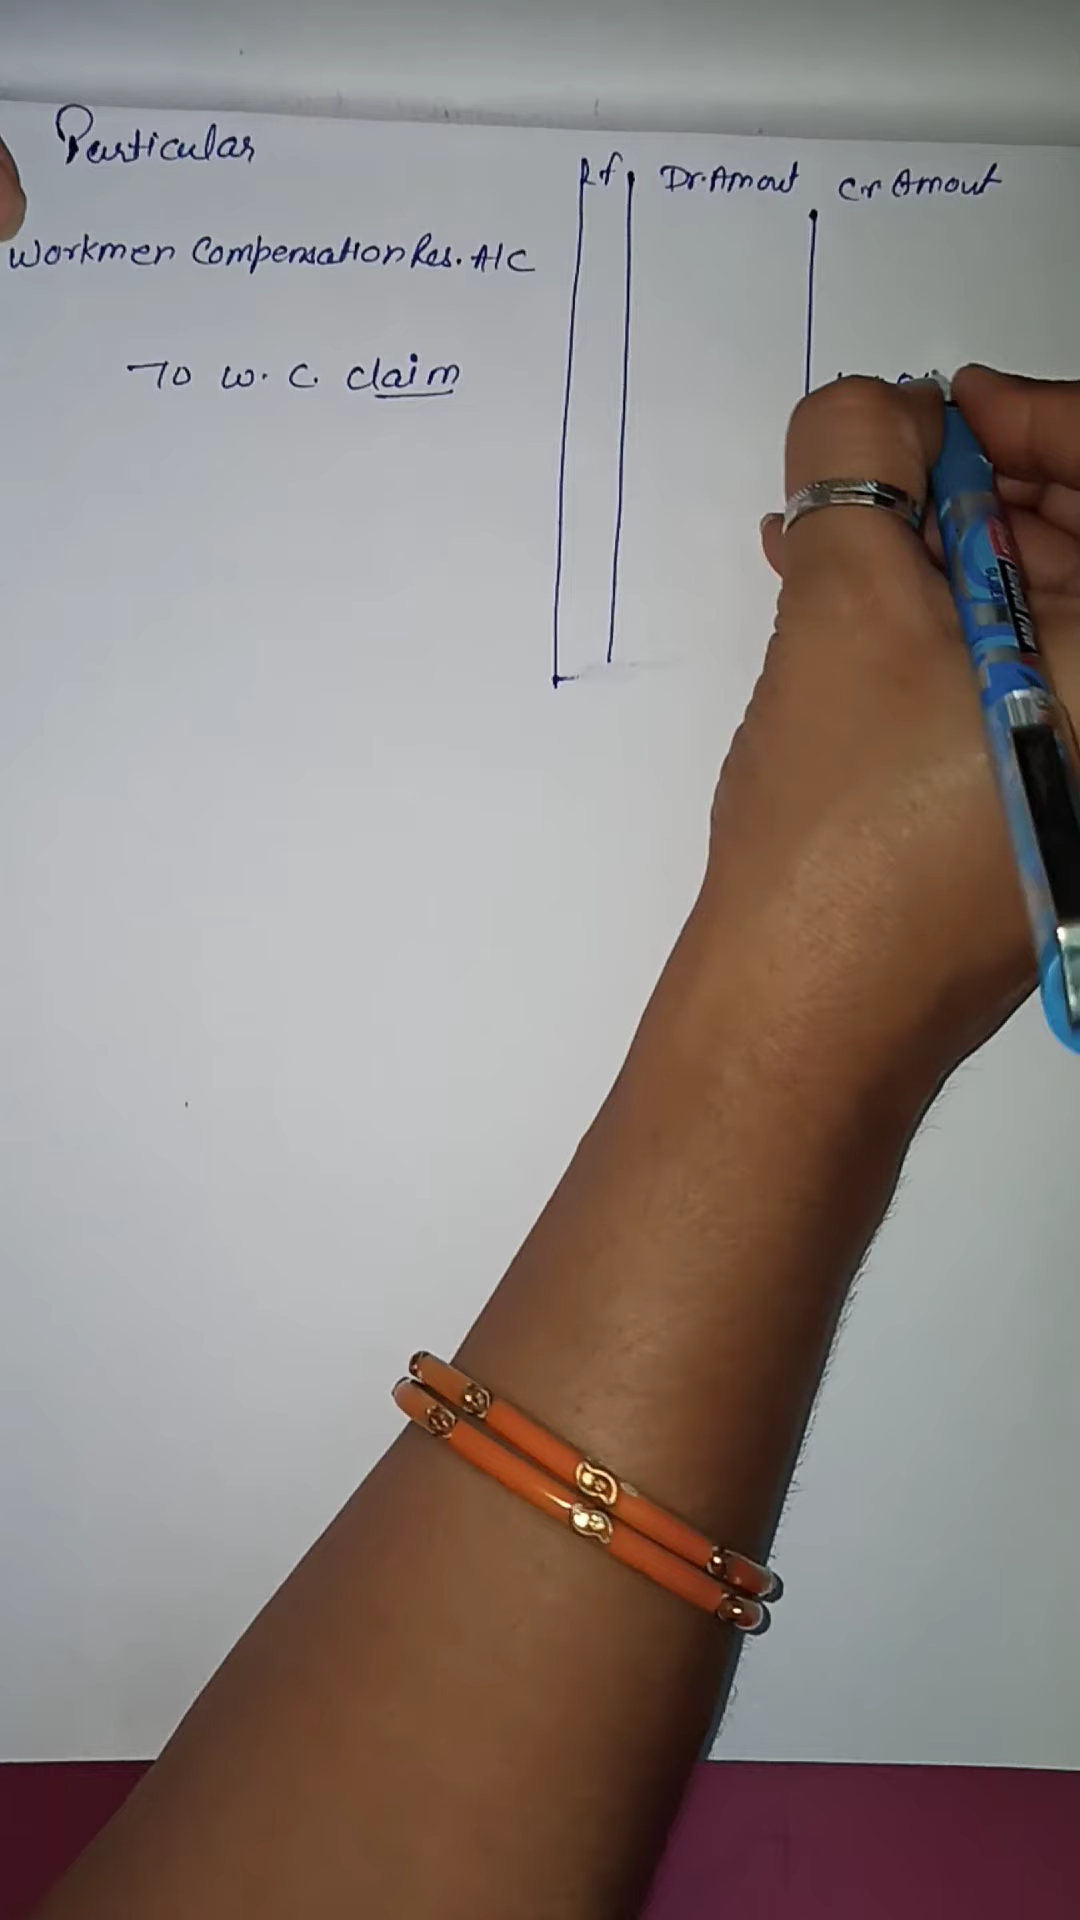 Particular Rf Dr.Amout Cr Amout
Workmen Compensation Res. A/C
To W. C. claim